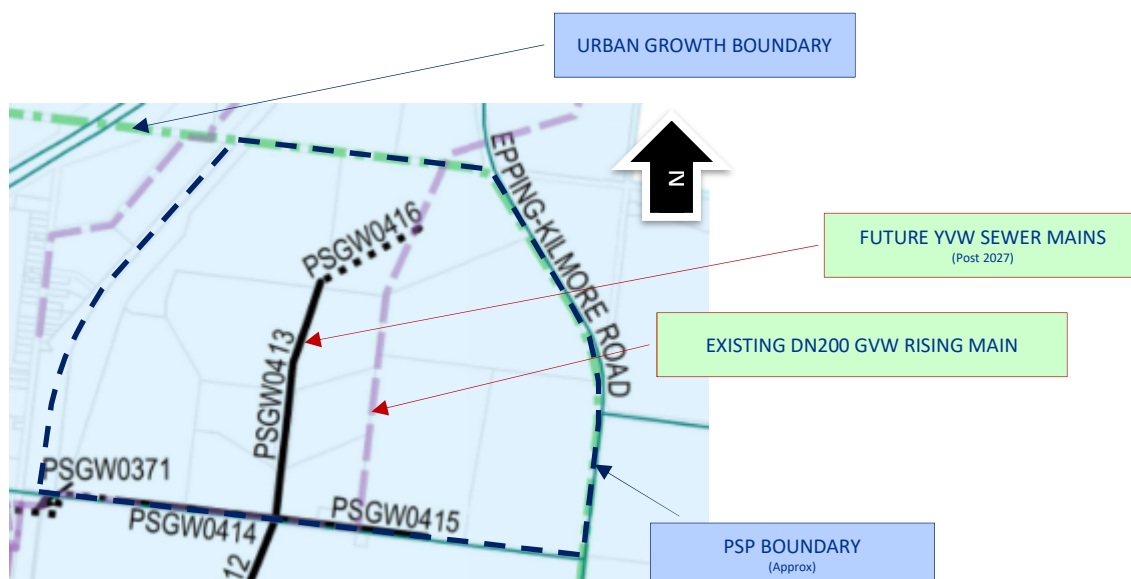 URBAN GROWTH BOUNDARY
N
EPPING-KILMORE ROAD
PSGW0416
FUTURE YVW SEWER MAINS
(Post 2027)
EXISTING DN200 GVW RISING MAIN
PSGW0413
PSGW0371
PSGW0414
PSGW0415
PSP BOUNDARY
(Approx)
12